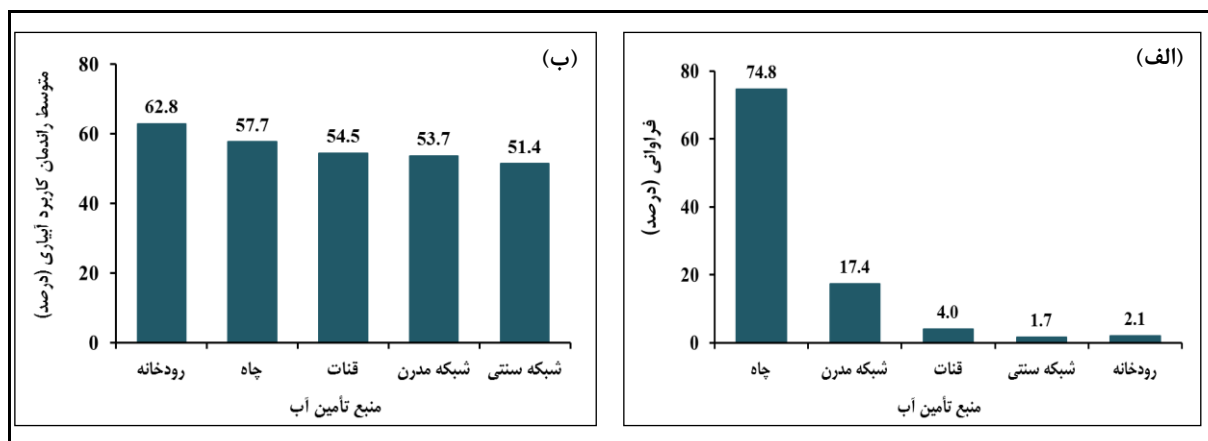 (الف)
فراوانی (درصد)
80
60
40
20
0
74.8
17.4
4.0
1.7
2.1
چاه
شبکه مدرن
قنات
شبکه سنتی
رودخانه
منبع تأمین آب
(ب)
متوسط راندمان کاربرد آبیاری (درصد)
80
60
40
20
0
62.8
57.7
54.5
53.7
51.4
رودخانه
چاه
قنات
شبکه مدرن
شبکه سنتی
منبع تأمین آب